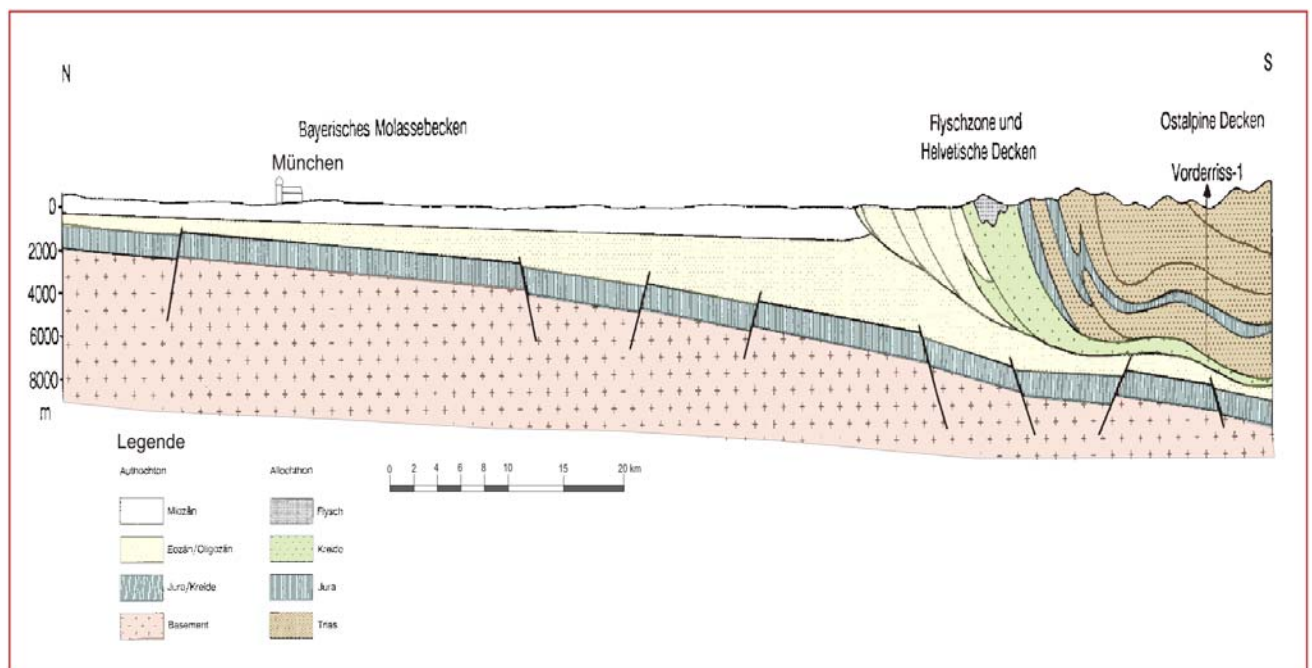 N
S
Bayerisches Molassebecken
Flyschzone und
Helvetische Decken
Ostalpine Decken
München
Vorderriss-1
0
2000
4000
6000
8000
m
Legende
Authochton
Allochthon
0 2 4 6 8 10 15 20 km
Miozän
Flysch
Eozän/Oligozän
Kreide
Jura/Kreide
Jura
Basement
Trias